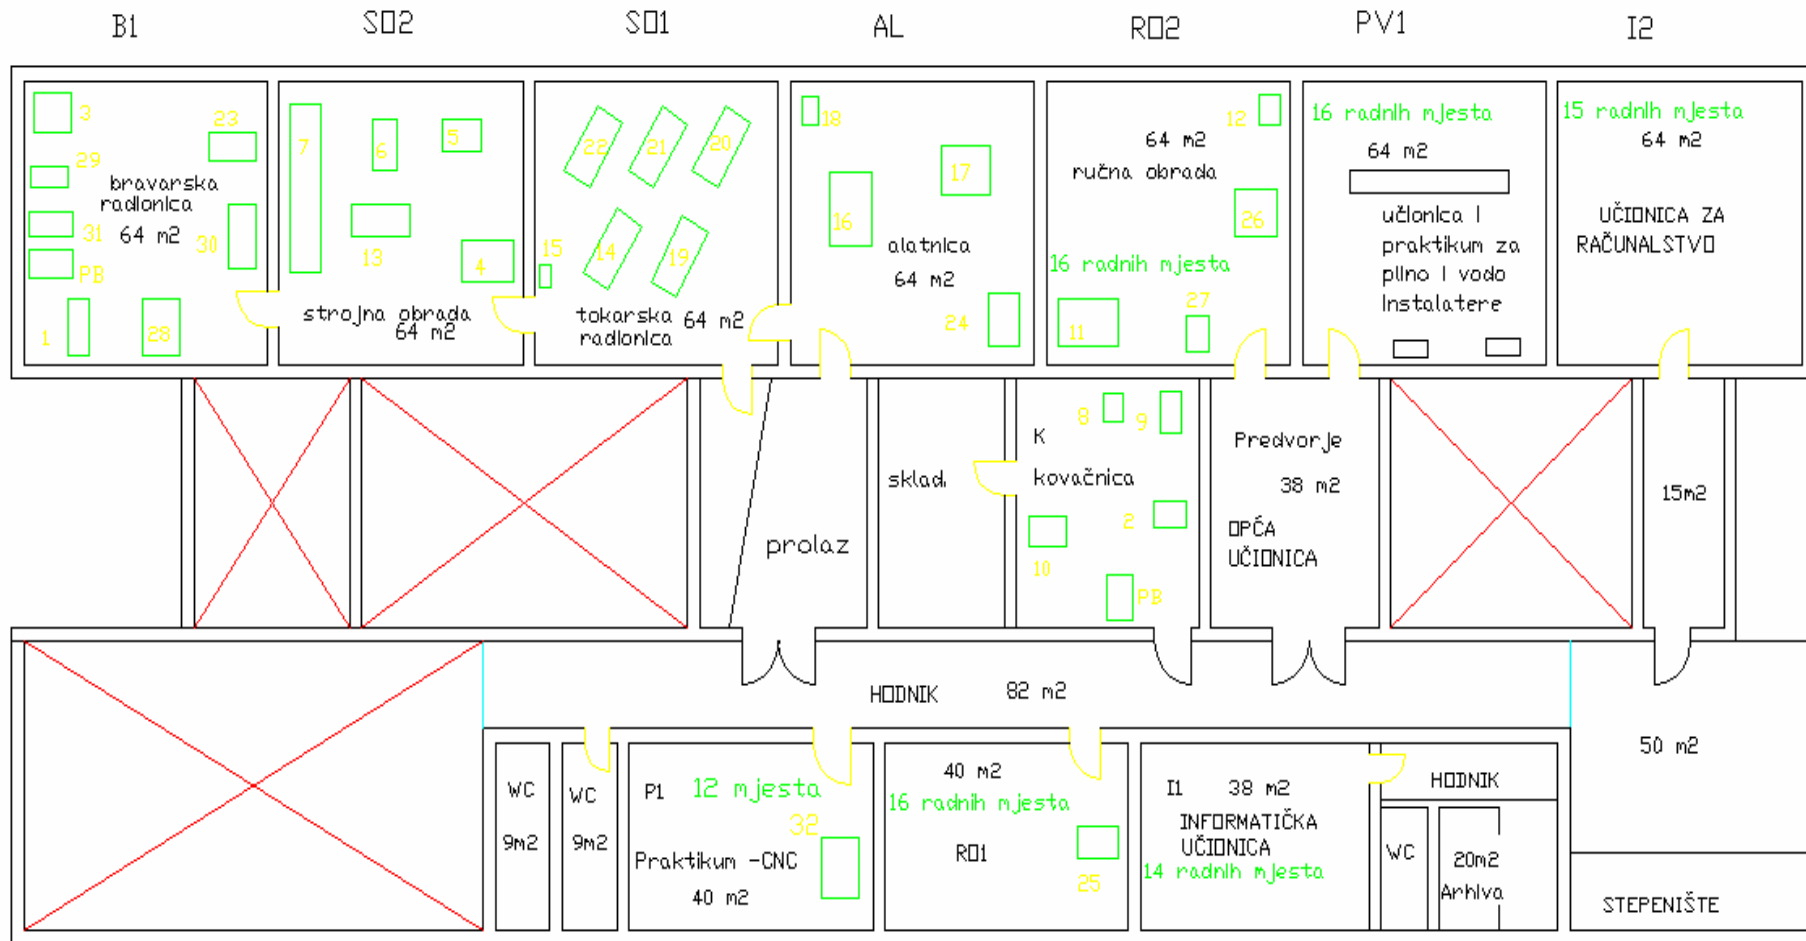 B1
SO2
SO1
AL
RO2
PV1
I2
3
23
29
bravarska
radionica
64 m2
31
30
PB
1
28
7
6
5
13
4
strojna obrada
64 m2
22
21
20
15
14
19
tokarska 64 m2
radionica
18
17
16
alatnica
64 m2
24
12
64 m2
ručna obrada
26
16 radnih mjesta
27
11
16 radnih mjesta
64 m2
učionica i
praktikum za
plino i vodo
instalatere
15 radnih mjesta
64 m2
UČIONICA ZA
RAČUNALSTVO
prolaz
sklad.
8
9
K
kovačnica
2
10
PB
Predvorje
38 m2
OPĆA
UČIONICA
15m2
HODNIK 82 m2
50 m2
WC
9m2
WC
9m2
P1 12 mjesta
32
Praktikum -CNC
40 m2
40 m2
16 radnih mjesta
RO1
25
I1 38 m2
INFORMATIČKA
UČIONICA
14 radnih mjesta
HODNIK
WC
20m2
Arhiva
STEPENIŠTE